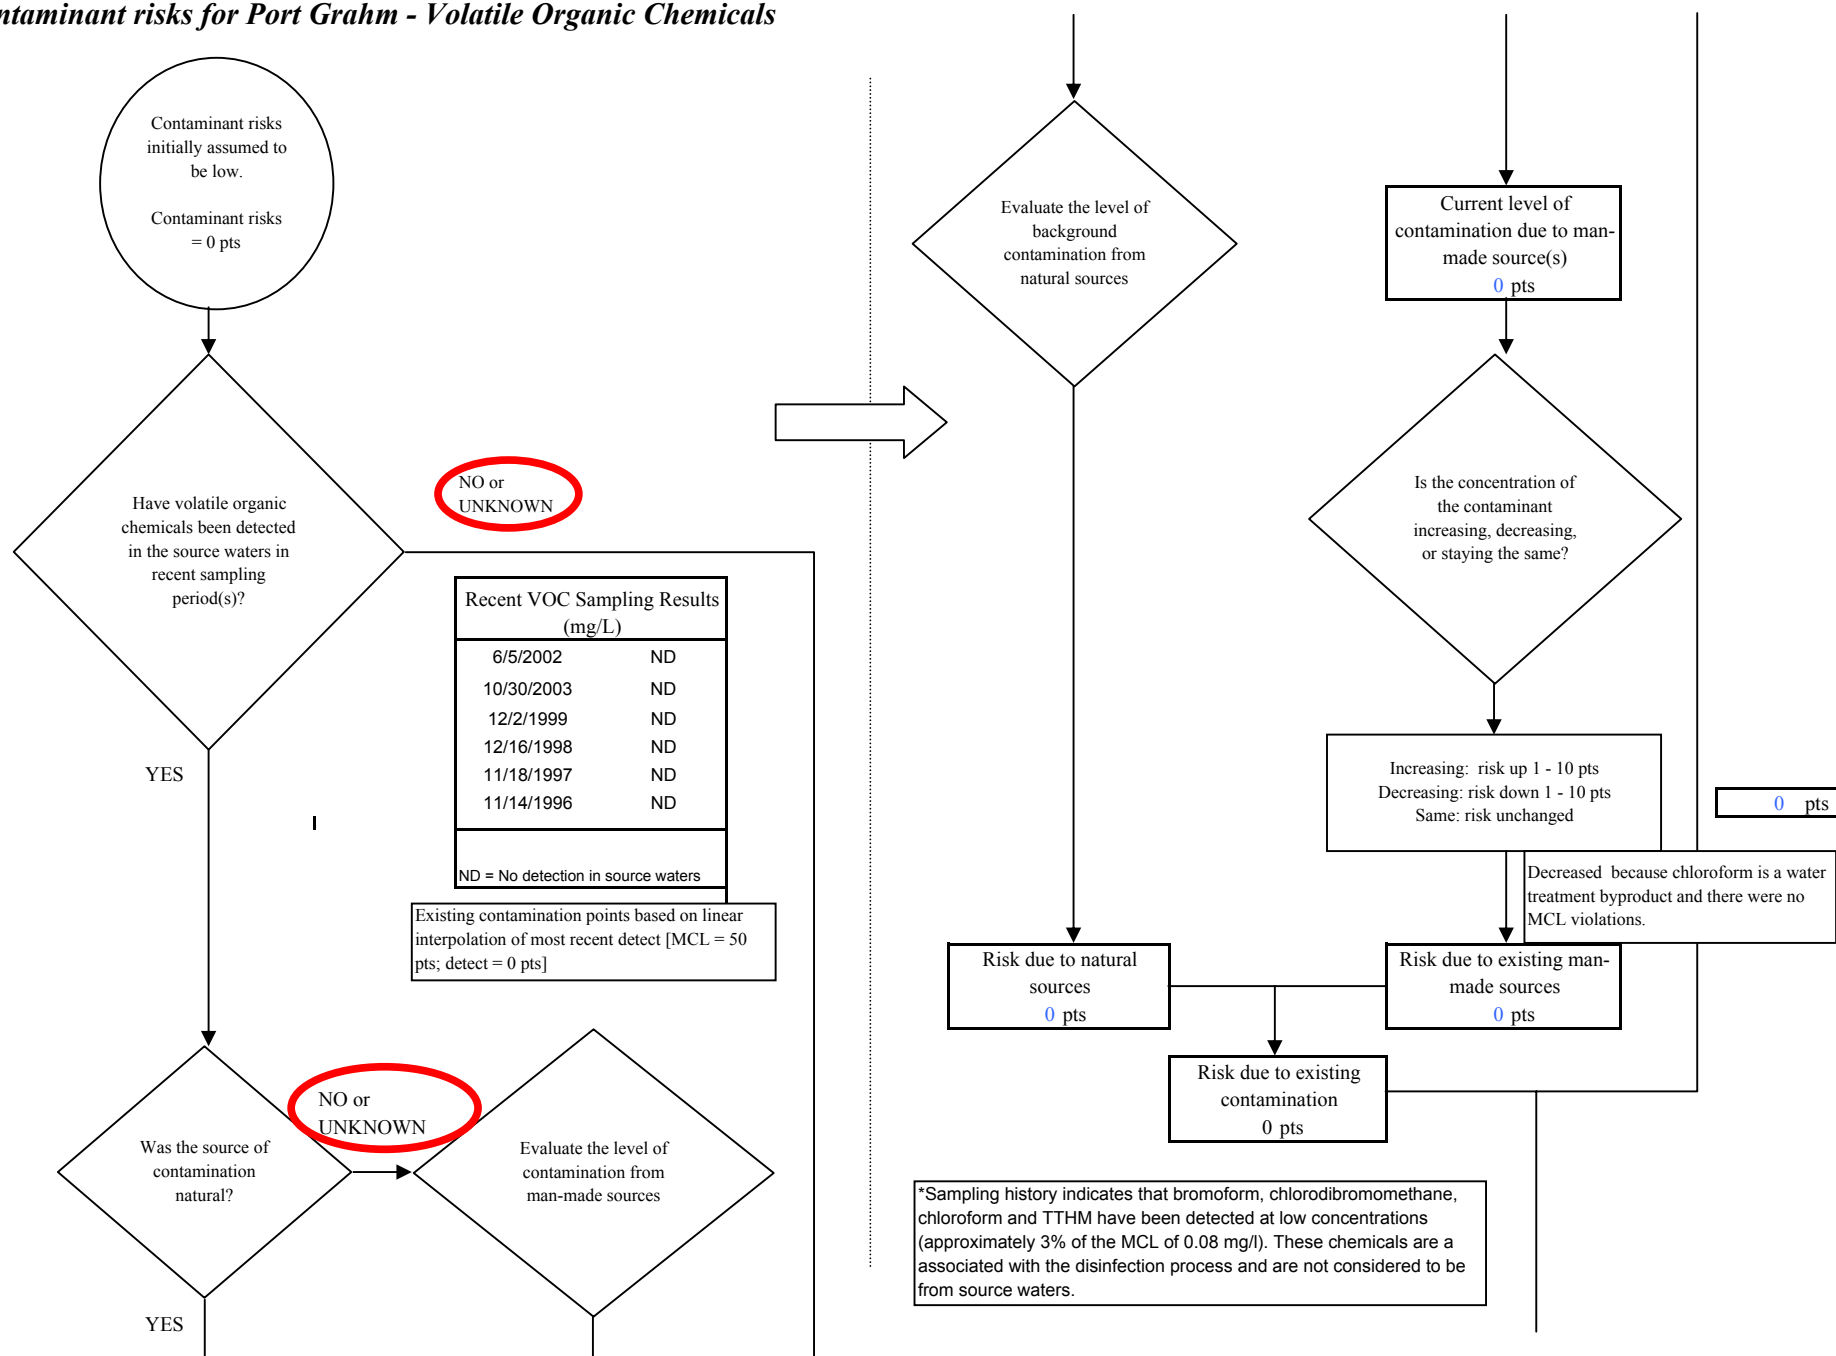 ntaminant risks for Port Grahm - Volatile Organic Chemicals
Contaminant risks
initially assumed to
be low.
Contaminant risks
= 0 pts
Have volatile organic
chemicals been detected
in the source waters in
recent sampling
period(s)?
NO or
UNKNOWN
Recent VOC Sampling Results
(mg/L)
6/5/2002 ND
10/30/2003 ND
12/2/1999 ND
12/16/1998 ND
11/18/1997 ND
11/14/1996 ND
ND = No detection in source waters
Existing contamination points based on linear
interpolation of most recent detect [MCL = 50
pts; detect = 0 pts]
YES
Was the source of
contamination
natural?
NO or
UNKNOWN
Evaluate the level of
contamination from
man-made sources
YES
Evaluate the level of
background
contamination from
natural sources
Current level of
contamination due to man-
made source(s)
0 pts
Is the concentration of
the contaminant
increasing, decreasing,
or staying the same?
Increasing: risk up 1 - 10 pts
Decreasing: risk down 1 - 10 pts
Same: risk unchanged
0 pts
Decreased because chloroform is a water
treatment byproduct and there were no
MCL violations.
Risk due to natural
sources
0 pts
Risk due to existing man-
made sources
0 pts
Risk due to existing
contamination
0 pts
*Sampling history indicates that bromoform, chlorodibromomethane,
chloroform and TTHM have been detected at low concentrations
(approximately 3% of the MCL of 0.08 mg/l). These chemicals are a
associated with the disinfection process and are not considered to be
from source waters.